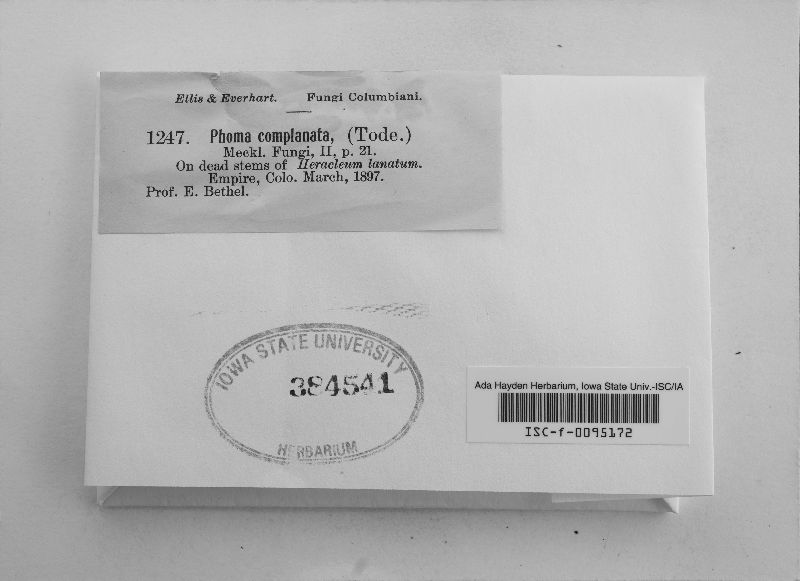 Ellis & Everhart. Fungi Columbiani.
1247. Phoma complanata, (Tode.)
Meckl. Fungi, II, p. 21.
On dead stems of Heracleum lanatum.
Empire, Colo. March, 1897.
Prof. E. Bethel.
IOWA STATE UNIVERSITY
384541
HERBARIUM
Ada Hayden Herbarium, Iowa State Univ.-ISC/IA
ISC-f-0095172